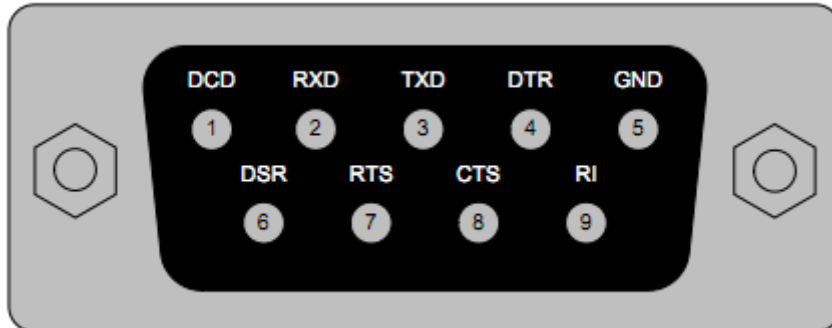 DCD RXD TXD DTR GND
1 2 3 4 5
DSR RTS CTS RI
6 7 8 9